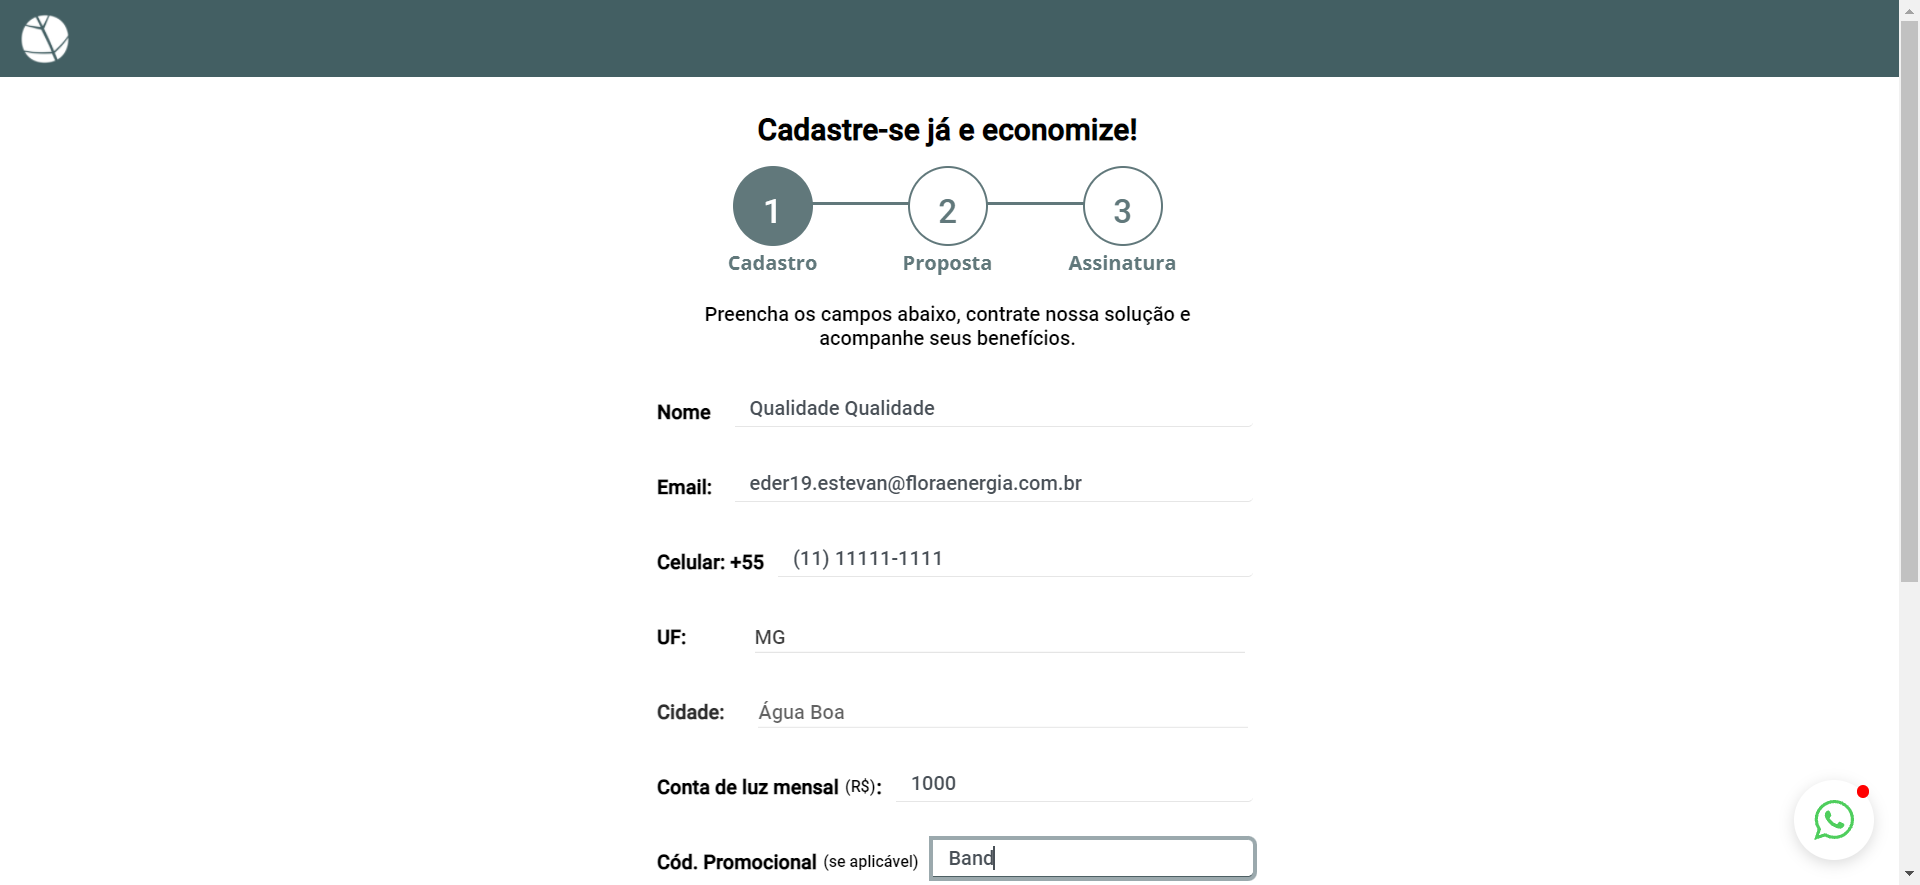 Cadastre-se já e economize!
1 2 3
Cadastro Proposta Assinatura
Preencha os campos abaixo, contrate nossa solução e
acompanhe seus benefícios.
Nome Qualidade Qualidade
Email: eder19.estevan@floraenergia.com.br
Celular: +55 (11) 11111-1111
UF: MG
Cidade: Água Boa
Conta de luz mensal (R$): 1000
Cód. Promocional (se aplicável) Band